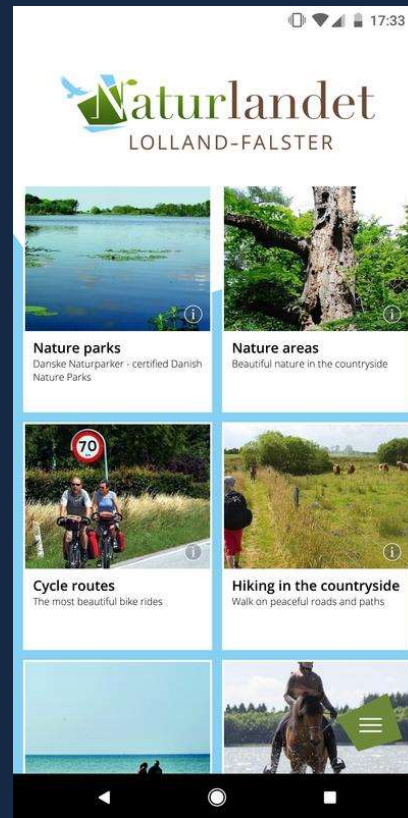 17:33
Naturlandet
LOLLAND-FALSTER
Nature parks
Danske Naturparker - certified Danish
Nature Parks
Nature areas
Beautiful nature in the countryside
70
km
Cycle routes
The most beautiful bike rides
Hiking in the countryside
Walk on peaceful roads and paths